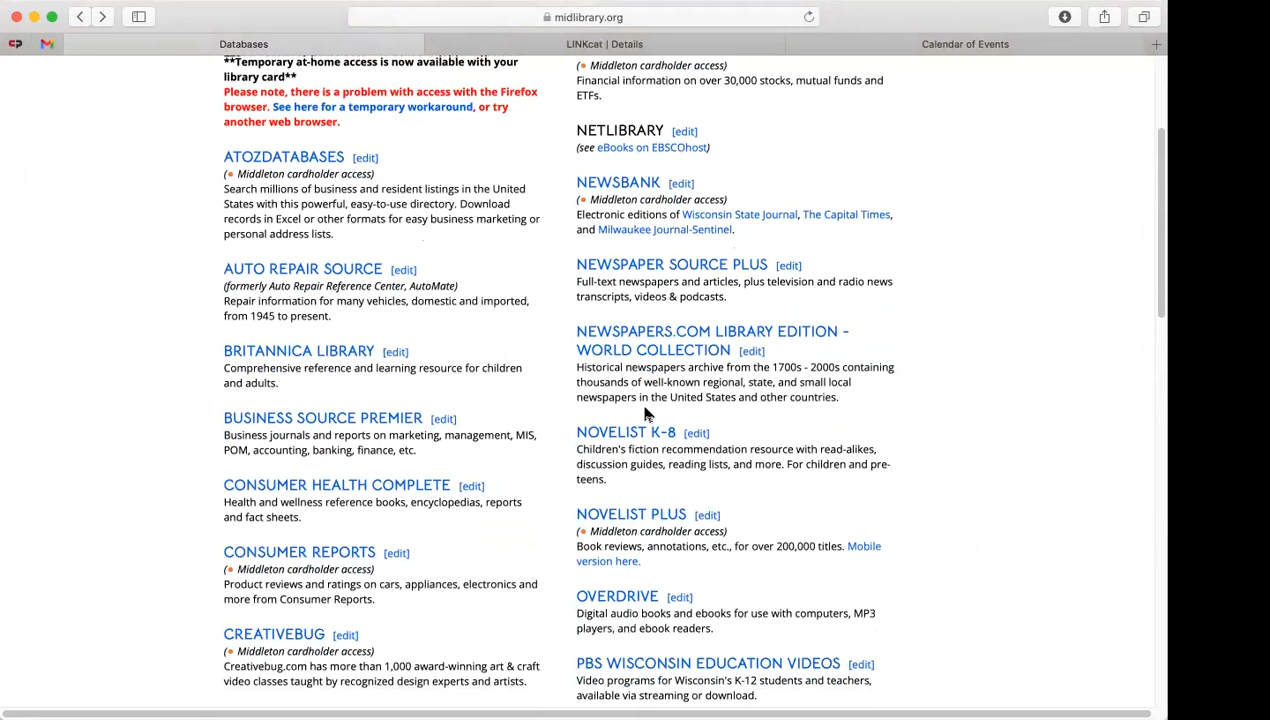 midlibrary.org
Databases
LINKcat | Details
Calendar of Events
**Temporary at-home access is now available with your
library card**
Please note, there is a problem with access with the Firefox
browser. See here for a temporary workaround, or try
another web browser.
ATOZDATABASES [edit]
(• Middleton cardholder access)
Search millions of business and resident listings in the United
States with this powerful, easy-to-use directory. Download
records in Excel or other formats for easy business marketing or
personal address lists.
AUTO REPAIR SOURCE [edit]
(formerly Auto Repair Reference Center, AutoMate)
Repair information for many vehicles, domestic and imported,
from 1945 to present.
BRITANNICA LIBRARY [edit]
Comprehensive reference and learning resource for children
and adults.
BUSINESS SOURCE PREMIER [edit]
Business journals and reports on marketing, management, MIS,
POM, accounting, banking, finance, etc.
CONSUMER HEALTH COMPLETE [edit]
Health and wellness reference books, encyclopedias, reports
and fact sheets.
CONSUMER REPORTS [edit]
(• Middleton cardholder access)
Product reviews and ratings on cars, appliances, electronics and
more from Consumer Reports.
CREATIVEBUG [edit]
(• Middleton cardholder access)
Creativebug.com has more than 1,000 award-winning art & craft
video classes taught by recognized design experts and artists.
(• Middleton cardholder access)
Financial information on over 30,000 stocks, mutual funds and
ETFs.
NETLIBRARY [edit]
(see eBooks on EBSCOhost)
NEWSBANK [edit]
(• Middleton cardholder access)
Electronic editions of Wisconsin State Journal, The Capital Times,
and Milwaukee Journal-Sentinel.
NEWSPAPER SOURCE PLUS [edit]
Full-text newspapers and articles, plus television and radio news
transcripts, videos & podcasts.
NEWSPAPERS.COM LIBRARY EDITION -
WORLD COLLECTION [edit]
Historical newspapers archive from the 1700s - 2000s containing
thousands of well-known regional, state, and small local
newspapers in the United States and other countries.
NOVELIST K-8 [edit]
Children's fiction recommendation resource with read-alikes,
discussion guides, reading lists, and more. For children and pre-
teens.
NOVELIST PLUS [edit]
(• Middleton cardholder access)
Book reviews, annotations, etc., for over 200,000 titles. Mobile
version here.
OVERDRIVE [edit]
Digital audio books and ebooks for use with computers, MP3
players, and ebook readers.
PBS WISCONSIN EDUCATION VIDEOS [edit]
Video programs for Wisconsin's K-12 students and teachers,
available via streaming or download.